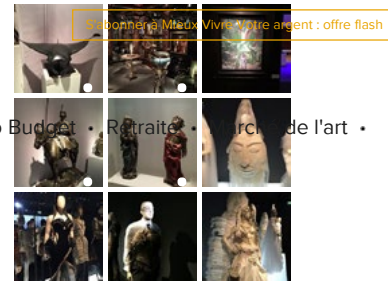 S'abonner à Mieux Vivre Votre argent : offre flash
Budget • Retraite • Marché de l'art •